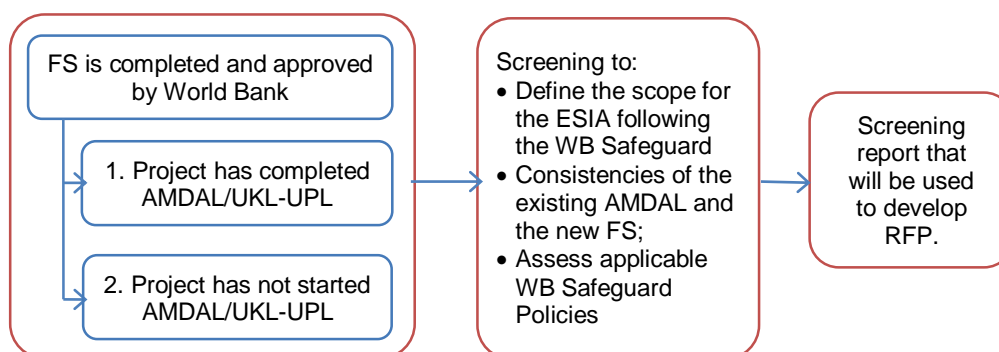 FS is completed and approved
by World Bank
1. Project has completed
AMDAL/UKL-UPL
2. Project has not started
AMDAL/UKL-UPL
Screening to:
• Define the scope for
the ESIA following
the WB Safeguard
• Consistencies of the
existing AMDAL and
the new FS;
• Assess applicable
WB Safeguard
Policies
Screening
report that
will be used
to develop
RFP.